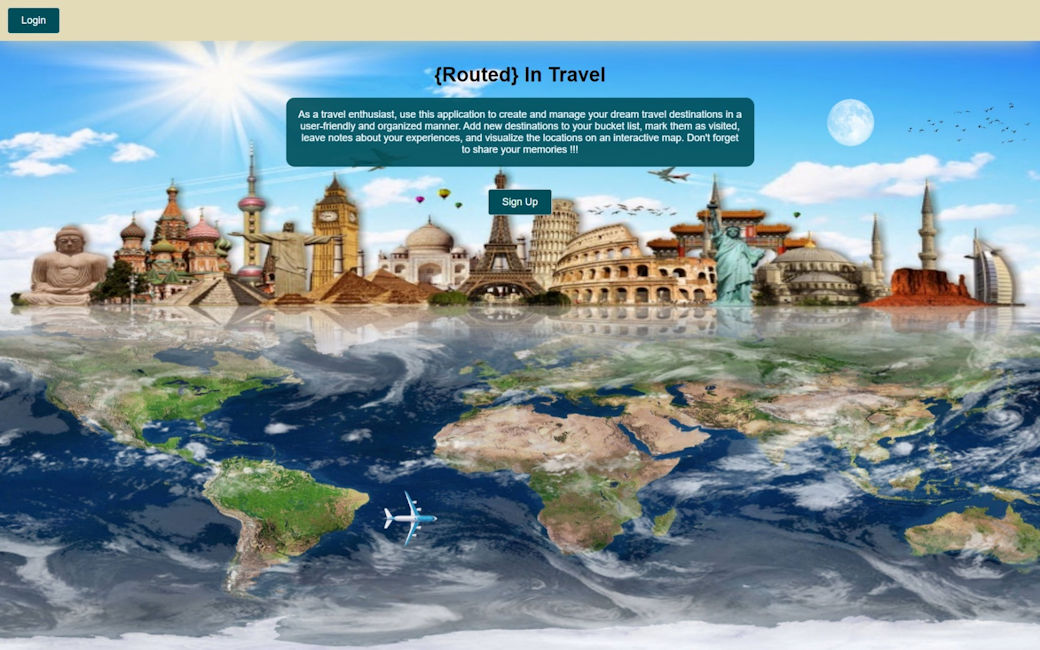 Login
{Routed} In Travel
As a travel enthusiast, use this application to create and manage your dream travel destinations in a
user-friendly and organized manner. Add new destinations to your bucket list, mark them as visited,
leave notes about your experiences, and visualize the locations on an interactive map. Don't forget
to share your memories !!!
Sign Up